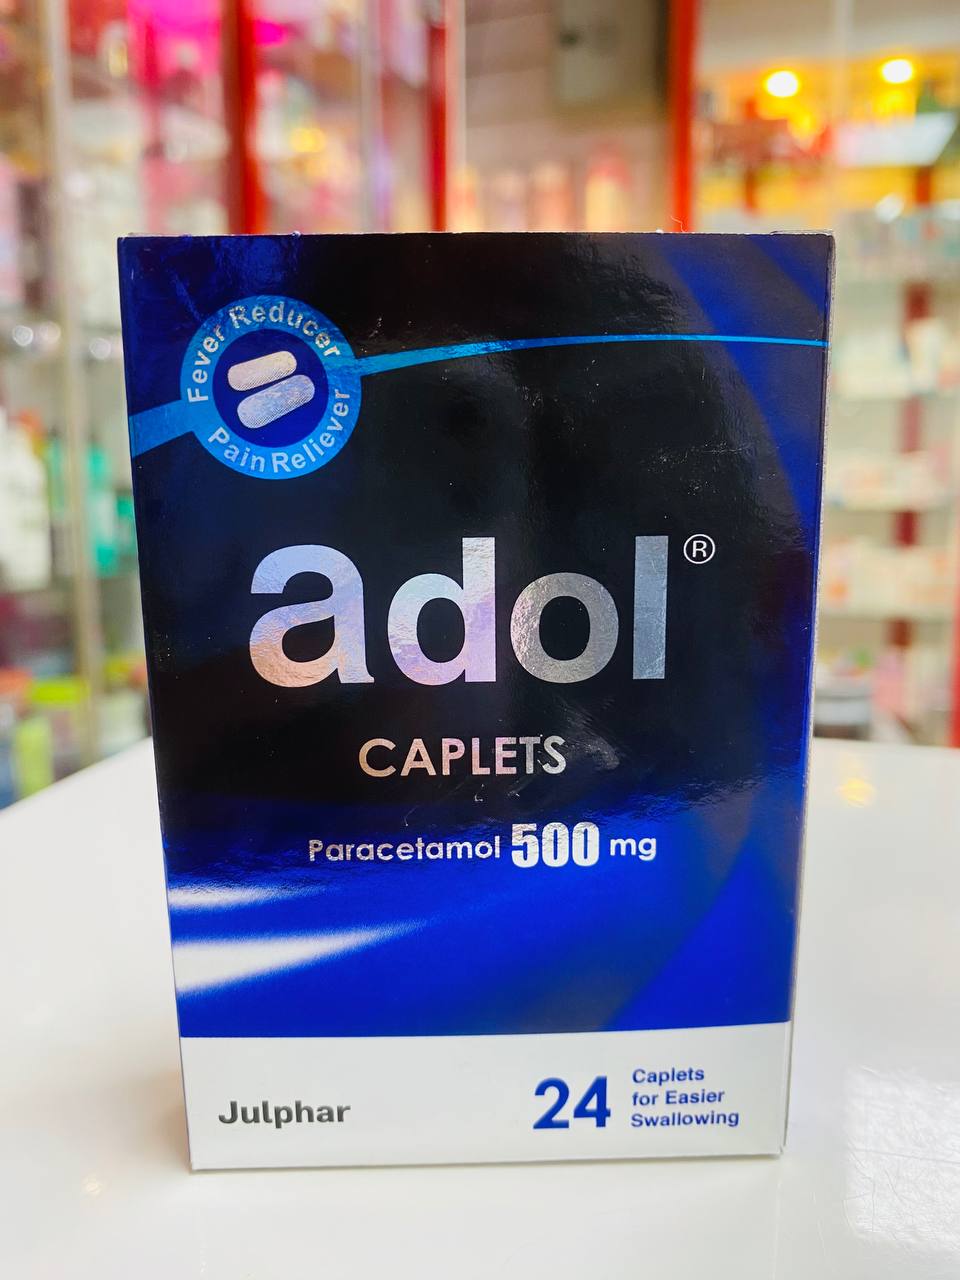 Fever Reducer
Pain Reliever
adol®
CAPLETS
Paracetamol 500 mg
Julphar
24
Caplets
for Easier
Swallowing